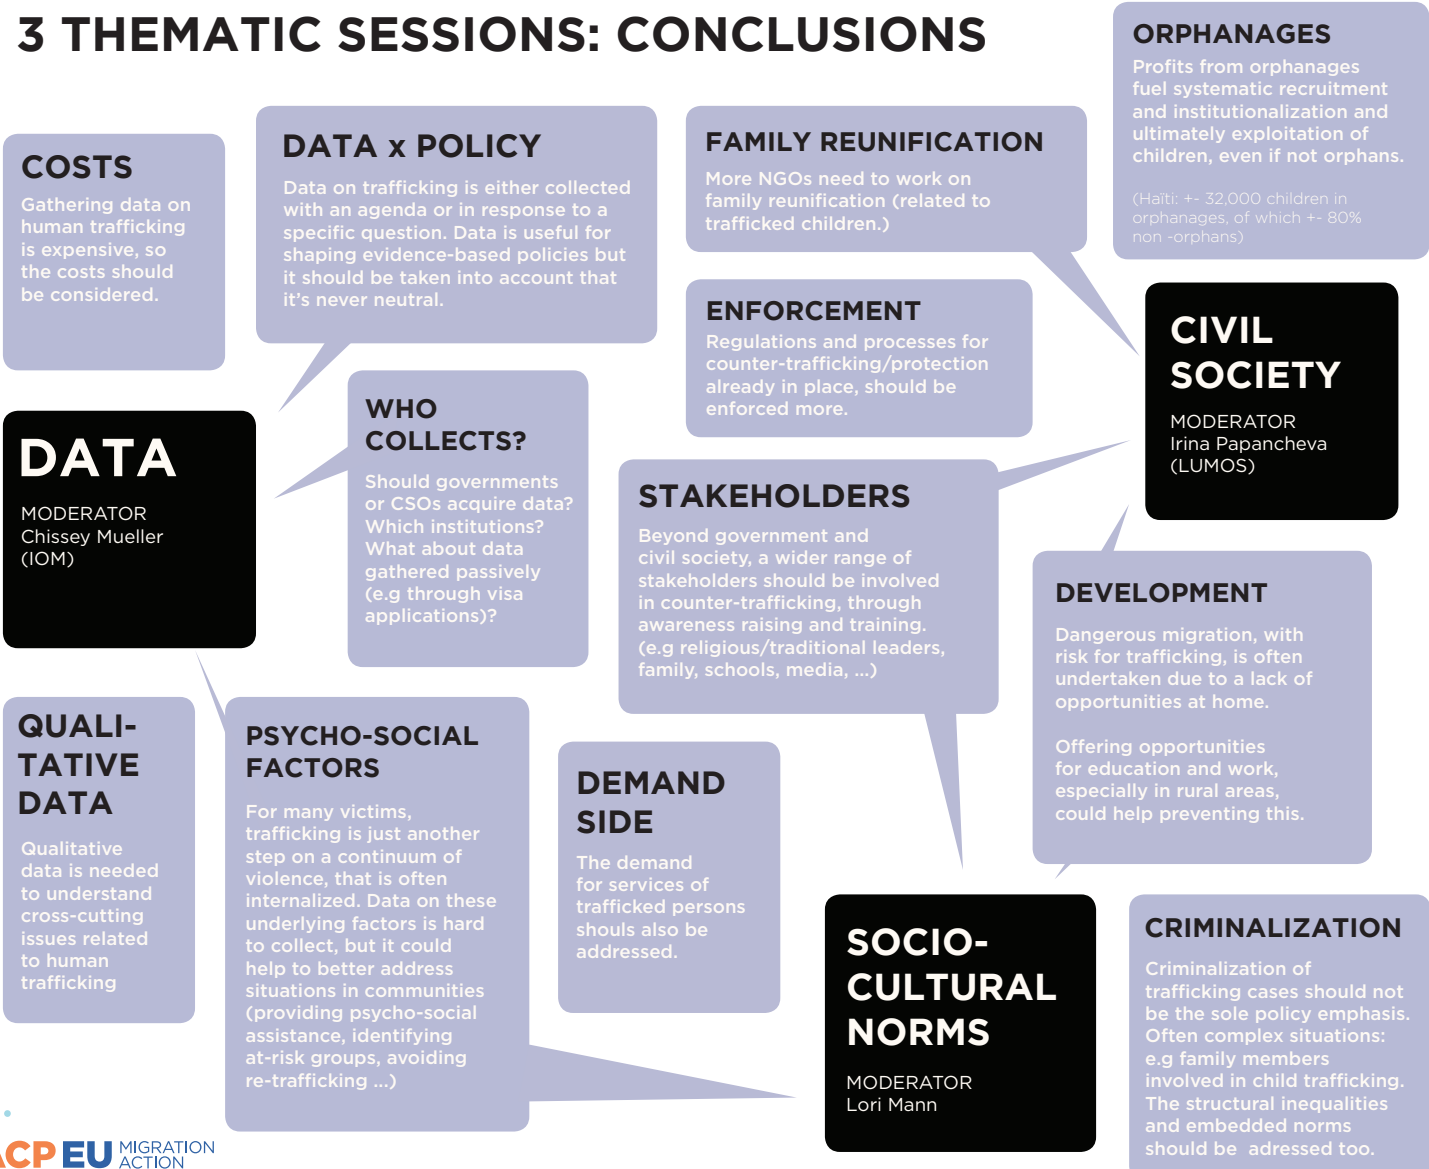 3 THEMATIC SESSIONS: CONCLUSIONS
COSTS
Gathering data on
human trafficking
is expensive, so
the costs should
be considered.
DATA x POLICY
Data on trafficking is either collected
with an agenda or in response to a
specific question. Data is useful for
shaping evidence-based policies but
it should be taken into account that
it’s never neutral.
FAMILY REUNIFICATION
More NGOs need to work on
family reunification (related to
trafficked children.)
ORPHANAGES
Profits from orphanages
fuel systematic recruitment
and institutionalization and
ultimately exploitation of
children, even if not orphans.
(Haïti: +- 32,000 children in
orphanages, of which +- 80%
non -orphans)
ENFORCEMENT
Regulations and processes for
counter-trafficking/protection
already in place, should be
enforced more.
CIVIL
SOCIETY
MODERATOR
Irina Papancheva
(LUMOS)
DATA
MODERATOR
Chissey Mueller
(IOM)
WHO
COLLECTS?
Should governments
or CSOs acquire data?
Which institutions?
What about data
gathered passively
(e.g through visa
applications)?
STAKEHOLDERS
Beyond government and
civil society, a wider range of
stakeholders should be involved
in counter-trafficking, through
awareness raising and training.
(e.g religious/traditional leaders,
family, schools, media, ...)
DEVELOPMENT
Dangerous migration, with
risk for trafficking, is often
undertaken due to a lack of
opportunities at home.
Offering opportunities
for education and work,
especially in rural areas,
could help preventing this.
QUALI-
TATIVE
DATA
Qualitative
data is needed
to understand
cross-cutting
issues related
to human
trafficking
PSYCHO-SOCIAL
FACTORS
For many victims,
trafficking is just another
step on a continuum of
violence, that is often
internalized. Data on these
underlying factors is hard
to collect, but it could
help to better address
situations in communities
(providing psycho-social
assistance, identifying
at-risk groups, avoiding
re-trafficking ...)
DEMAND
SIDE
The demand
for services of
trafficked persons
shouls also be
addressed.
SOCIO-
CULTURAL
NORMS
MODERATOR
Lori Mann
CRIMINALIZATION
Criminalization of
trafficking cases should not
be the sole policy emphasis.
Often complex situations:
e.g family members
involved in child trafficking.
The structural inequalities
and embedded norms
should be  adressed too.
ACP EU MIGRATION
ACTION